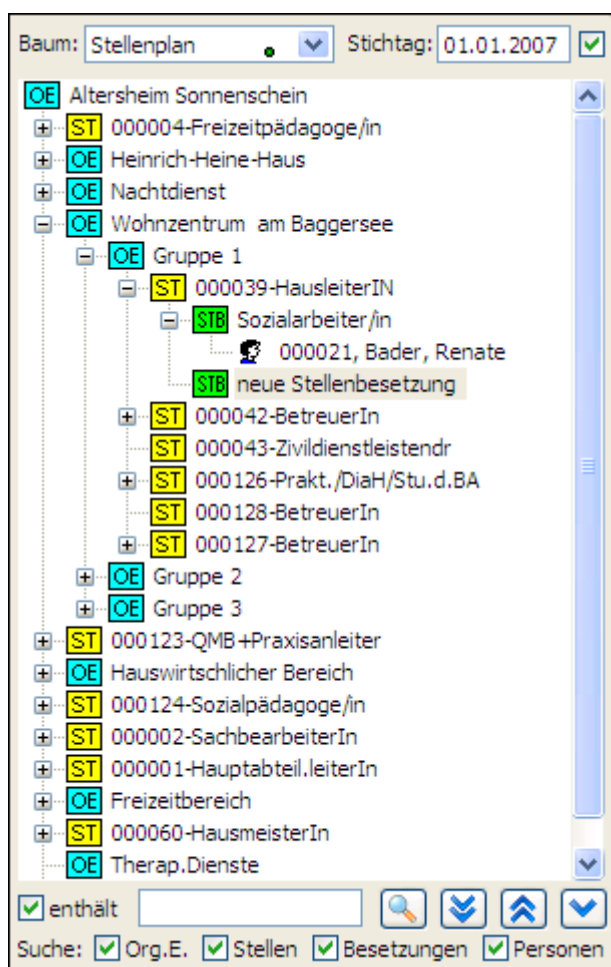 Baum: Stellenplan Stichtag: 01.01.2007
OE Altersheim Sonnenschein
ST 000004-Freizeitpädagoge/in
OE Heinrich-Heine-Haus
OE Nachtdienst
OE Wohnzentrum am Baggersee
OE Gruppe 1
ST 000039-HausleiterIN
STB Sozialarbeiter/in
000021, Bader, Renate
STB neue Stellenbesetzung
ST 000042-BetreuerIn
ST 000043-Zivildienstleistendr
ST 000126-Prakt./DiaH/Stu.d.BA
ST 000128-BetreuerIn
ST 000127-BetreuerIn
OE Gruppe 2
OE Gruppe 3
ST 000123-QMB+Praxisanleiter
OE Hauswirtschlicher Bereich
ST 000124-Sozialpädagoge/in
ST 000002-SachbearbeiterIn
ST 000001-Hauptabteil.leiterIn
OE Freizeitbereich
ST 000060-HausmeisterIn
OE Therap.Dienste
enthält
Suche: Org.E. Stellen Besetzungen Personen